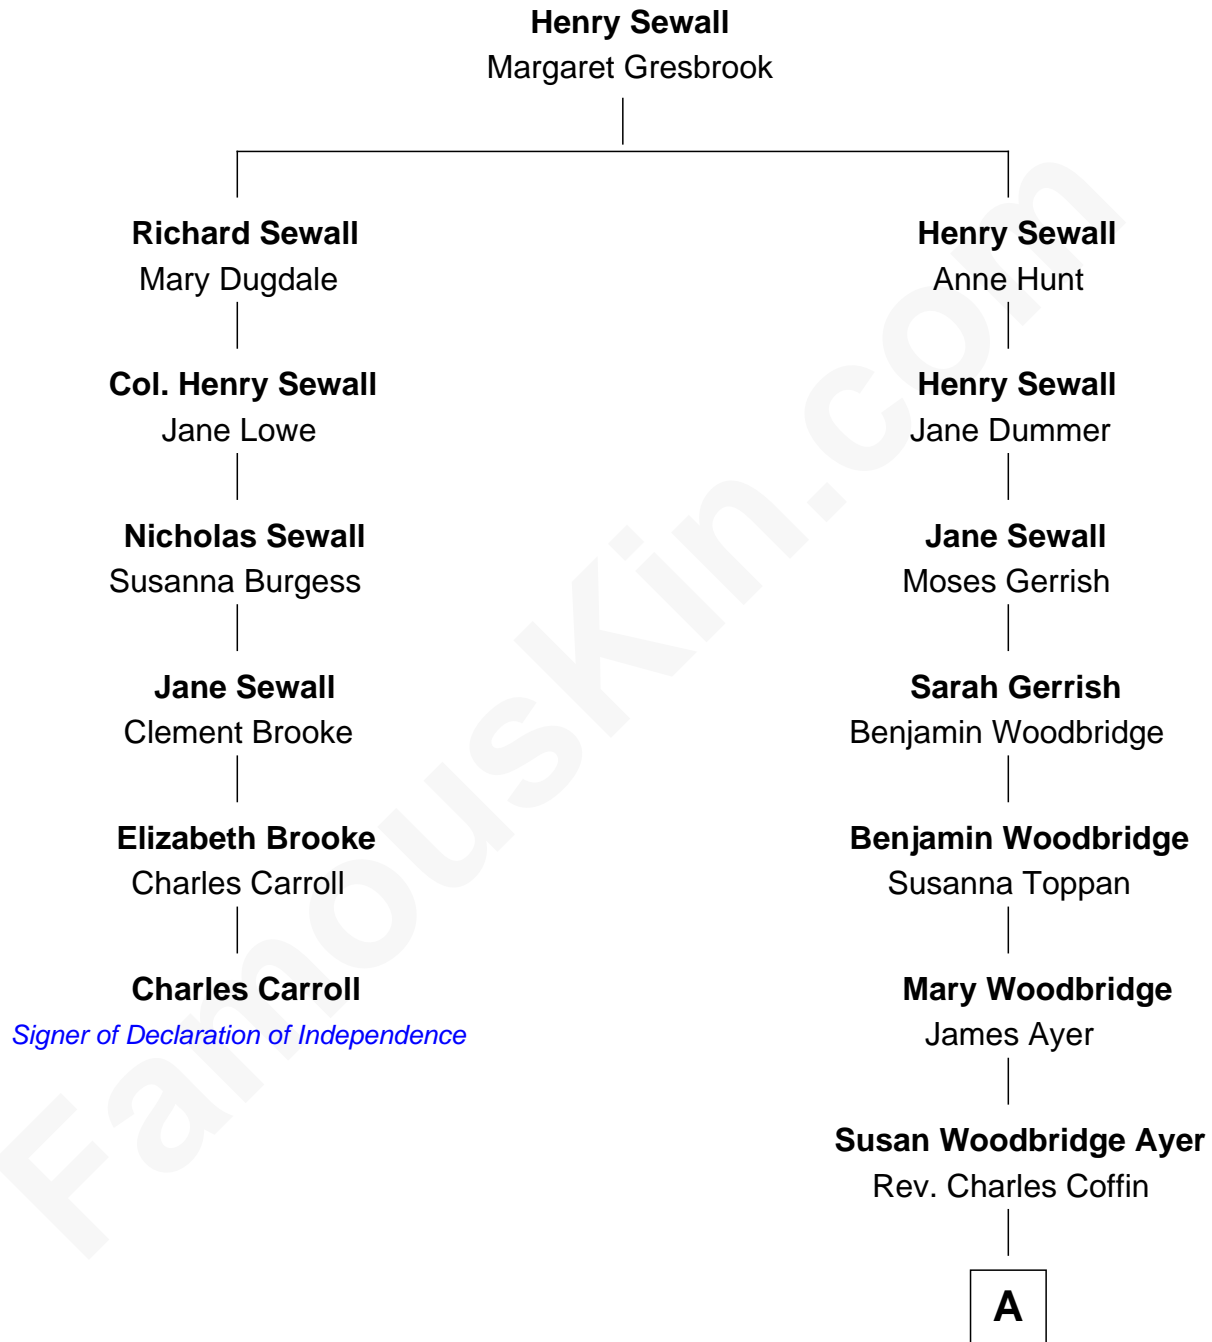 Henry Sewall
Margaret Gresbrook
Richard Sewall
Mary Dugdale
Henry Sewall
Anne Hunt
Col. Henry Sewall
Jane Lowe
Henry Sewall
Jane Dummer
Nicholas Sewall
Susanna Burgess
Jane Sewall
Moses Gerrish
Jane Sewall
Clement Brooke
Sarah Gerrish
Benjamin Woodbridge
Elizabeth Brooke
Charles Carroll
Benjamin Woodbridge
Susanna Toppan
Charles Carroll
Signer of Declaration of Independence
Mary Woodbridge
James Ayer
Susan Woodbridge Ayer
Rev. Charles Coffin
A
FamousKin.com